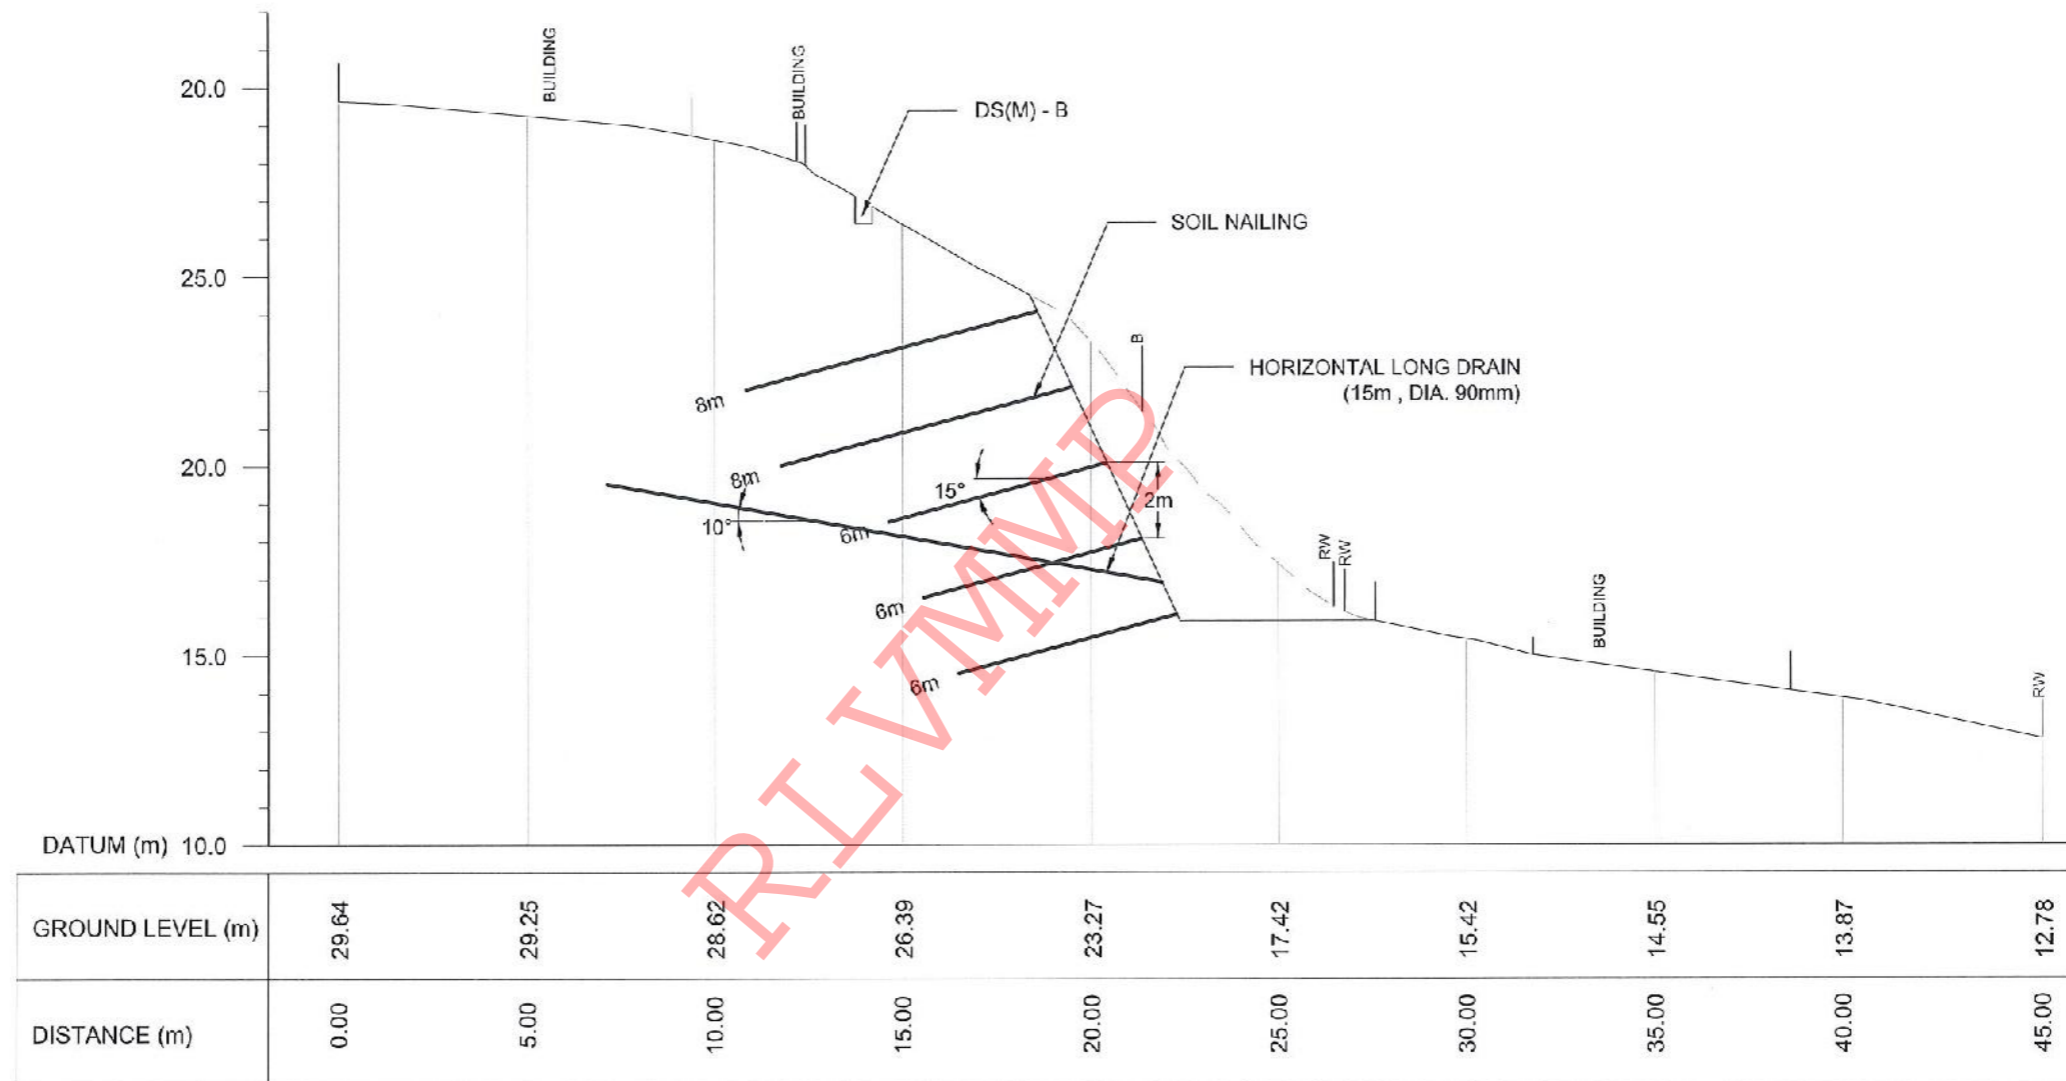 BUILDING
BUILDING
20.0
DS(M) - B
SOIL NAILING
25.0
B
HORIZONTAL LONG DRAIN
(15m , DIA. 90mm)
8m
20.0
8m
15°
2m
10°
6m
RW
RW
6m
BUILDING
15.0
6m
RW
RLVMMP
DATUM (m) 10.0
GROUND LEVEL (m) 29.64 29.25 28.62 26.39 23.27 17.42 15.42 14.55 13.87 12.78
DISTANCE (m) 0.00 5.00 10.00 15.00 20.00 25.00 30.00 35.00 40.00 45.00